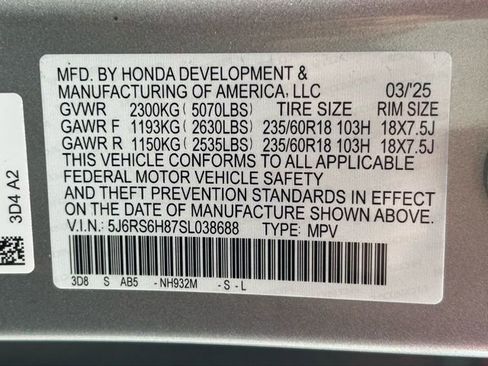 MFD. BY HONDA DEVELOPMENT &
MANUFACTURING OF AMERICA, LLC 03/25
GVWR 2300KG(5070LBS) TIRE SIZE RIM SIZE
GAWR F 1193KG(2630LBS) 235/60R18 103H 18X7.5J
GAWR R 1150KG(2535LBS) 235/60R18 103H 18X7.5J
THIS VEHICLE CONFORMS TO ALL APPLICABLE
FEDERAL MOTOR VEHICLE SAFETY
AND THEFT PREVENTION STANDARDS IN EFFECT
ON THE DATE OF MANUFACTURE SHOWN ABOVE.
V.I.N.: 5J6RS6H87SL038688 TYPE: MPV
3D8 S AB5 -NH932M -S-L
3D4 A2